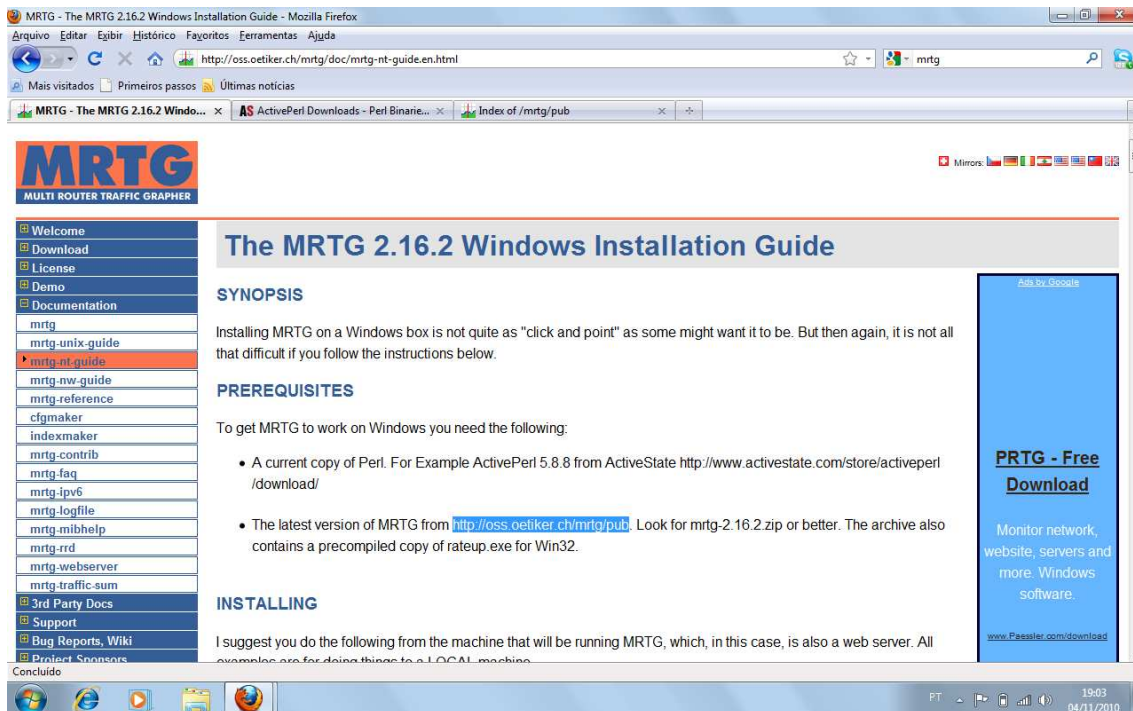 MRTG - The MRTG 2.16.2 Windows Installation Guide - Mozilla Firefox
Arquivo Editar Exibir Histórico Favoritos Ferramentas Ajuda
http://oss.oetiker.ch/mrtg/doc/mrtg-nt-guide.en.html
mrtg
Mais visitados Primeiros passos Últimas notícias
MRTG - The MRTG 2.16.2 Windo...
AS ActivePerl Downloads - Perl Binarie...
Index of /mrtg/pub
MRTG
MULTI ROUTER TRAFFIC GRAPHER
Mirrors:
Welcome
Download
License
Demo
Documentation
mrtg
mrtg-unix-guide
mrtg-nt-guide
mrtg-nw-guide
mrtg-reference
cfgmaker
indexmaker
mrtg-contrib
mrtg-faq
mrtg-ipv6
mrtg-logfile
mrtg-mibhelp
mrtg-rrd
mrtg-webserver
mrtg-traffic-sum
3rd Party Docs
Support
Bug Reports, Wiki
Project Sponsors
The MRTG 2.16.2 Windows Installation Guide
SYNOPSIS
Installing MRTG on a Windows box is not quite as "click and point" as some might want it to be. But then again, it is not all
that difficult if you follow the instructions below.
PREREQUISITES
To get MRTG to work on Windows you need the following:
• A current copy of Perl. For Example ActivePerl 5.8.8 from ActiveState http://www.activestate.com/store/activeperl
/download/
• The latest version of MRTG from http://oss.oetiker.ch/mrtg/pub. Look for mrtg-2.16.2.zip or better. The archive also
contains a precompiled copy of rateup.exe for Win32.
INSTALLING
I suggest you do the following from the machine that will be running MRTG, which, in this case, is also a web server. All
examples are for doing things to a LOCAL machine.
Ads by Google
PRTG - Free
Download
Monitor network,
website, servers and
more. Windows
software.
www.Paessler.com/download
Concluído
PT
19:03
04/11/2010